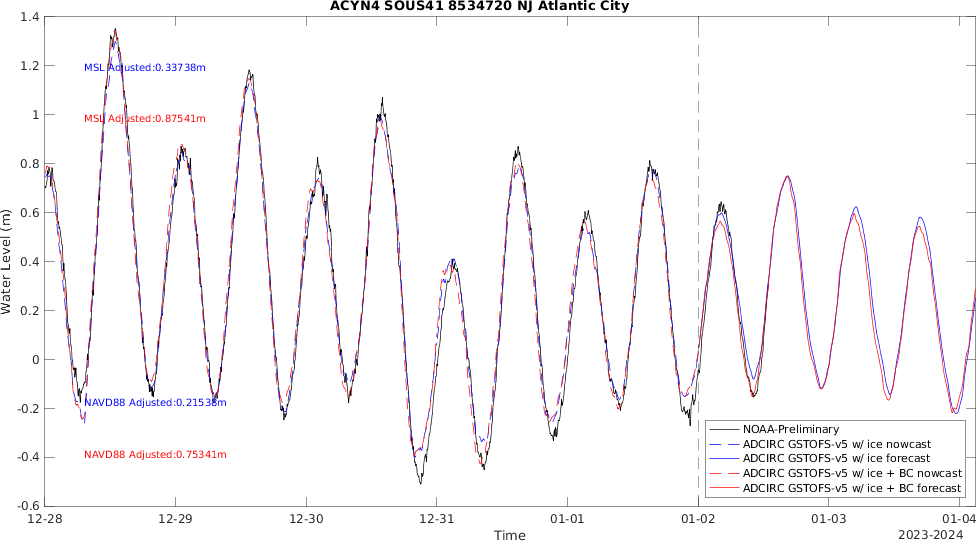 ACYN4 SOUS41 8534720 NJ Atlantic City
1.4
1.2
1
0.8
0.6
0.4
0.2
0
-0.2
-0.4
-0.6
Water Level (m)
MSL Adjusted:0.33738m
MSL Adjusted:0.87541m
NAVD88 Adjusted:0.21538m
NAVD88 Adjusted:0.75341m
NOAA-Preliminary
ADCIRC GSTOFS-v5 w/ ice nowcast
ADCIRC GSTOFS-v5 w/ ice forecast
ADCIRC GSTOFS-v5 w/ ice + BC nowcast
ADCIRC GSTOFS-v5 w/ ice + BC forecast
12-28 12-29 12-30 12-31 01-01 01-02 01-03 01-04
Time
2023-2024